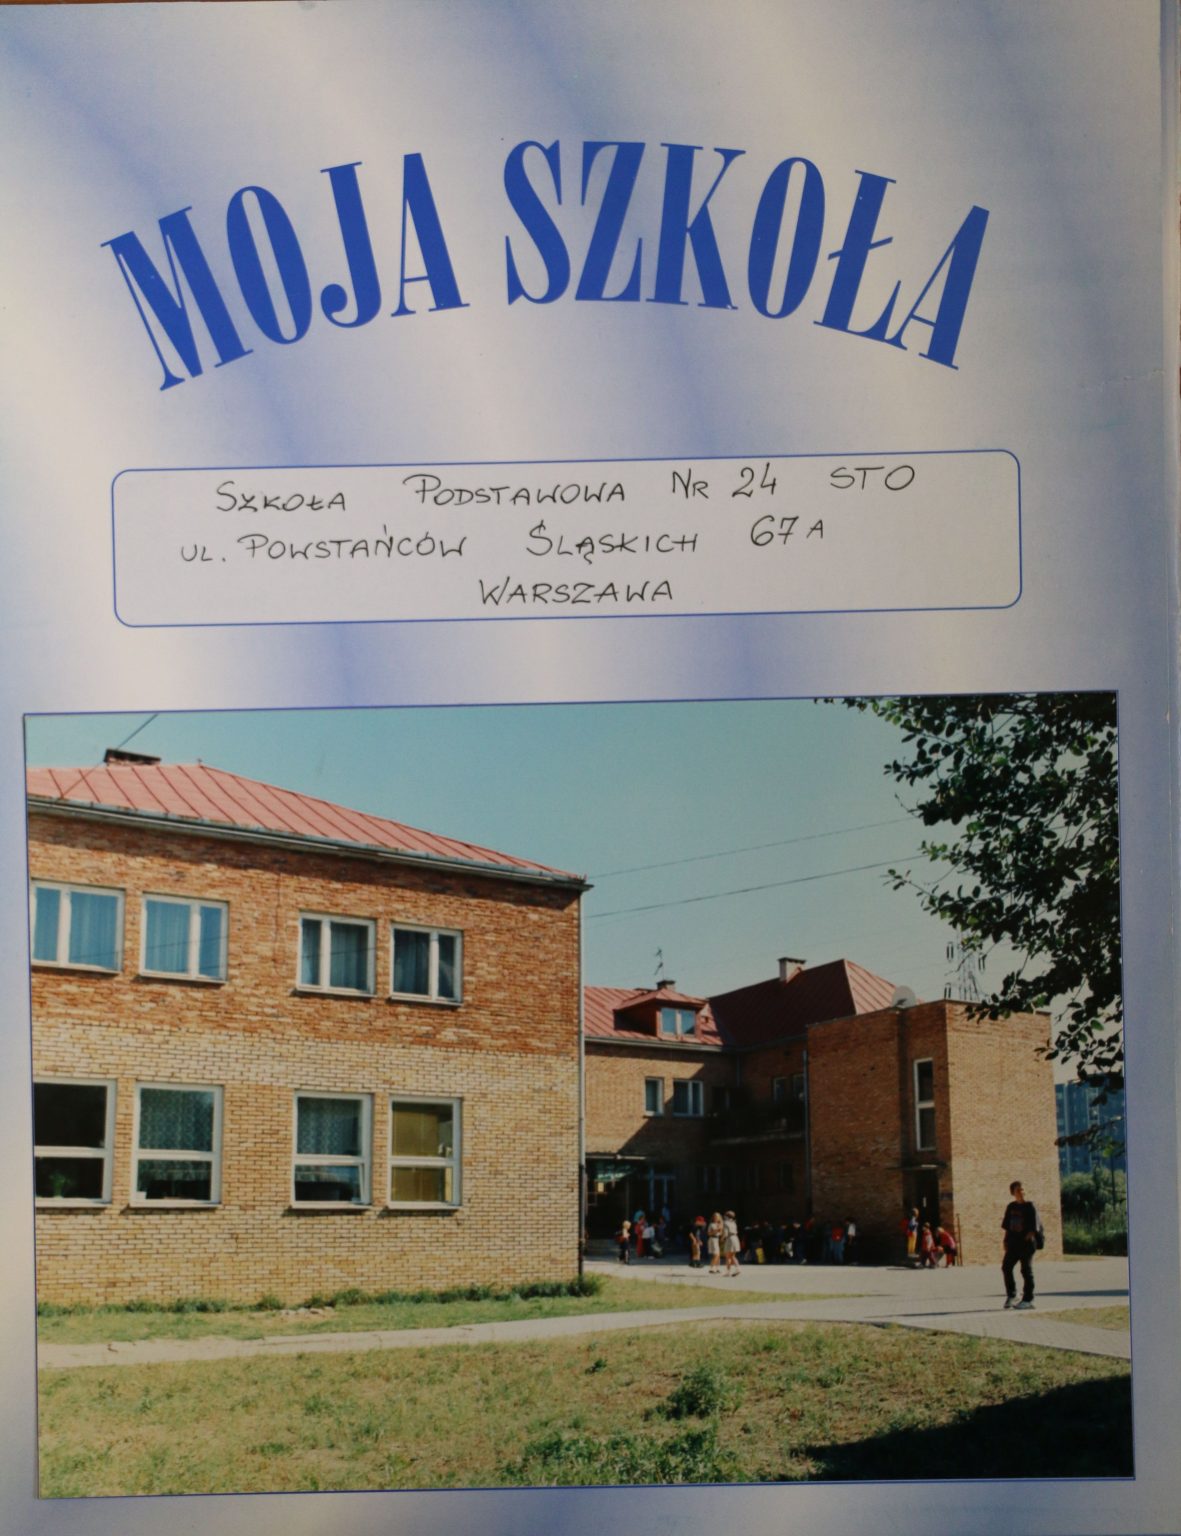 MOJA SZKOŁA
SZKOŁA PODSTAWOWA NR 24 STO
UL. POWSTAŃCÓW ŚLĄSKICH 67A
WARSZAWA